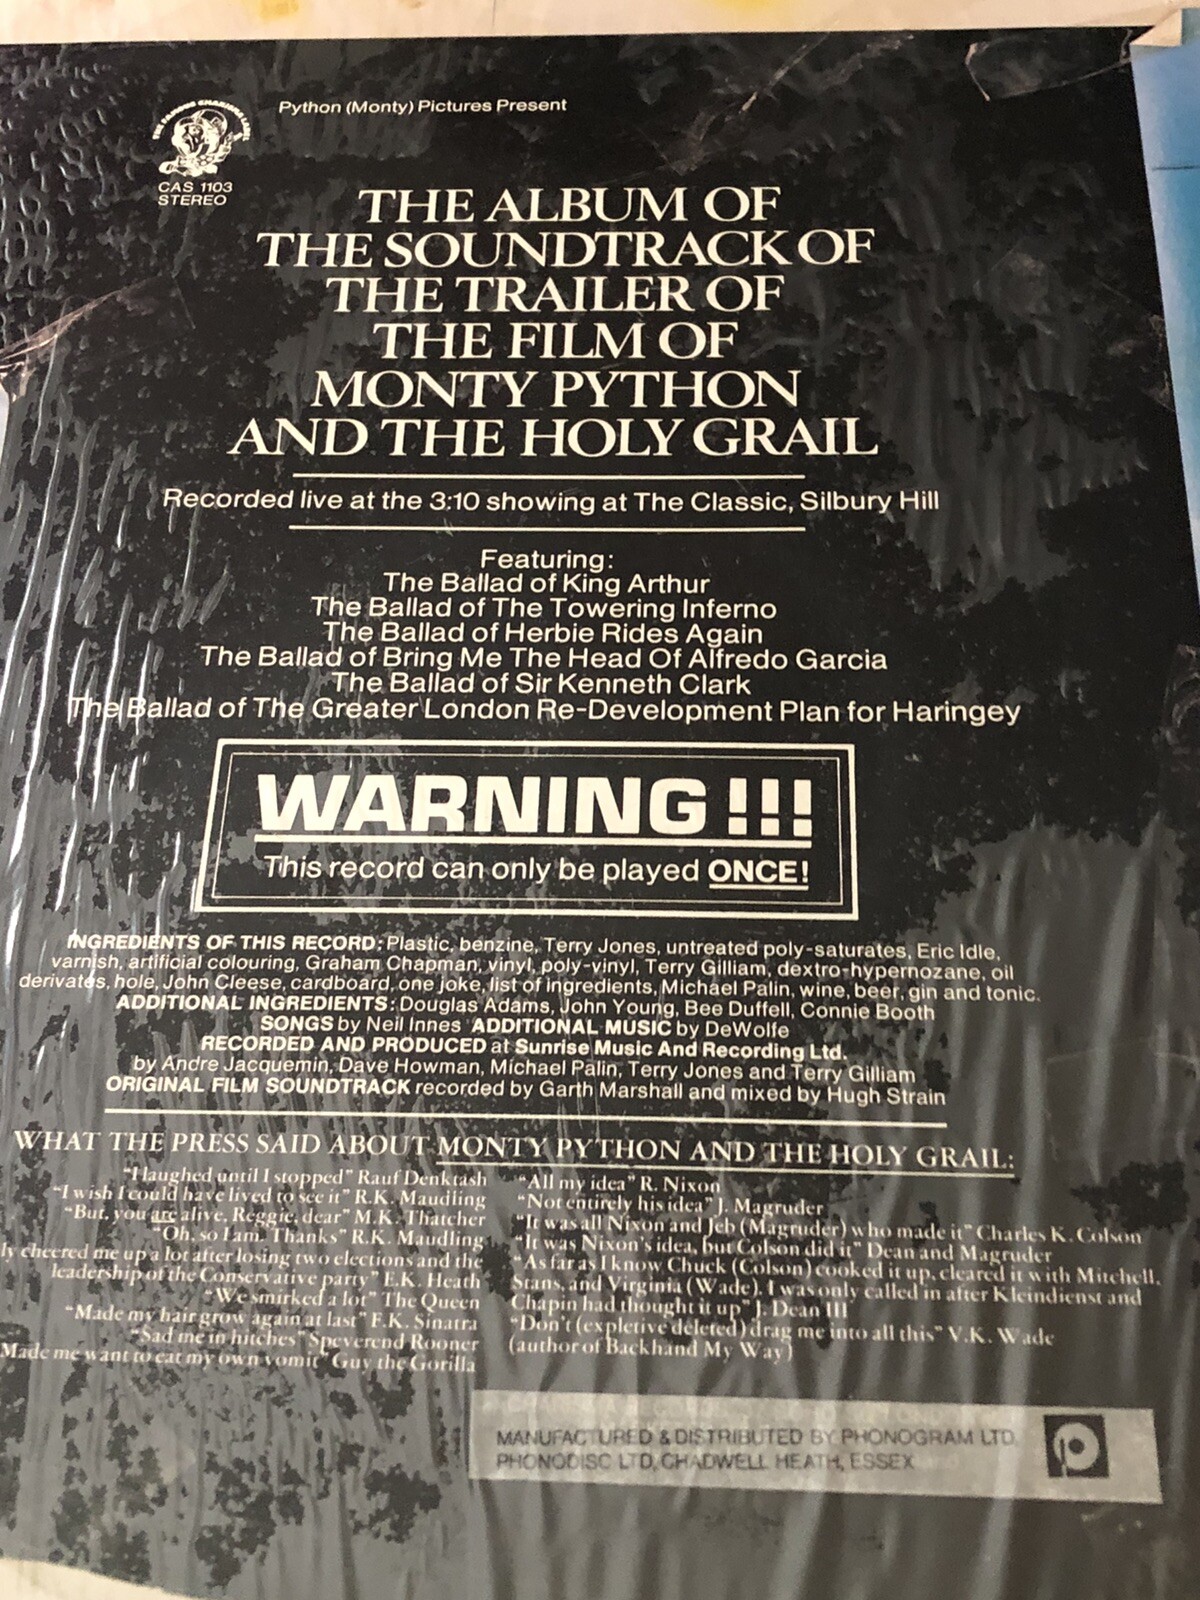 THE FAMOUS CHARISMA LABEL
Python (Monty) Pictures Present
CAS 1103
STEREO
THE ALBUM OF
THE SOUNDTRACK OF
THE TRAILER OF
THE FILM OF
MONTY PYTHON
AND THE HOLY GRAIL
Recorded live at the 3:10 showing at The Classic, Silbury Hill
Featuring:
The Ballad of King Arthur
The Ballad of The Towering Inferno
The Ballad of Herbie Rides Again
The Ballad of Bring Me The Head Of Alfredo Garcia
The Ballad of Sir Kenneth Clark
The Ballad of The Greater London Re-Development Plan for Haringey
WARNING!!!
This record can only be played ONCE!
INGREDIENTS OF THIS RECORD: Plastic, benzine, Terry Jones, untreated poly-saturates, Eric Idle,
varnish, artificial colouring, Graham Chapman, vinyl, poly-vinyl, Terry Gilliam, dextro-hypernozane, oil
derivates, hole, John Cleese, cardboard, one joke, list of ingredients, Michael Palin, wine, beer, gin and tonic.
ADDITIONAL INGREDIENTS: Douglas Adams, John Young, Bee Duffell, Connie Booth
SONGS by Neil Innes ADDITIONAL MUSIC by DeWolfe
RECORDED AND PRODUCED at Sunrise Music And Recording Ltd.
by Andre Jacquemin, Dave Howman, Michael Palin, Terry Jones and Terry Gilliam
ORIGINAL FILM SOUNDTRACK recorded by Garth Marshall and mixed by Hugh Strain
WHAT THE PRESS SAID ABOUT MONTY PYTHON AND THE HOLY GRAIL:
"I laughed until I stopped" Rauf Denktash
"I wish I could have lived to see it" R.K. Maudling
"But, you are alive, Reggie, dear" M.K. Thatcher
"Oh, so I am. Thanks" R.K. Maudling
cheered me up a lot after losing two elections and the
leadership of the Conservative party" E.K. Heath
"We smirked a lot" The Queen
"Made my hair grow again at last" F.K. Sinatra
"Sad me in hitches" Speverend Rooner
Made me want to eat my own vomit" Guy the Gorilla
"All my idea" R. Nixon
"Not entirely his idea" J. Magruder
"It was all Nixon and Jeb (Magruder) who made it" Charles K. Colson
"It was Nixon's idea, but Colson did it" Dean and Magruder
"As far as I know Chuck (Colson) cooked it up, cleared it with Mitchell,
Stans, and Virginia (Wade). I was only called in after Kleindienst and
Chapin had thought it up" J. Dean III
"Don't (expletive deleted) drag me into all this" V.K. Wade
(author of Backhand My Way)
MANUFACTURED & DISTRIBUTED BY PHONOGRAM LTD.
PHONODISC LTD, CHADWELL HEATH, ESSEX